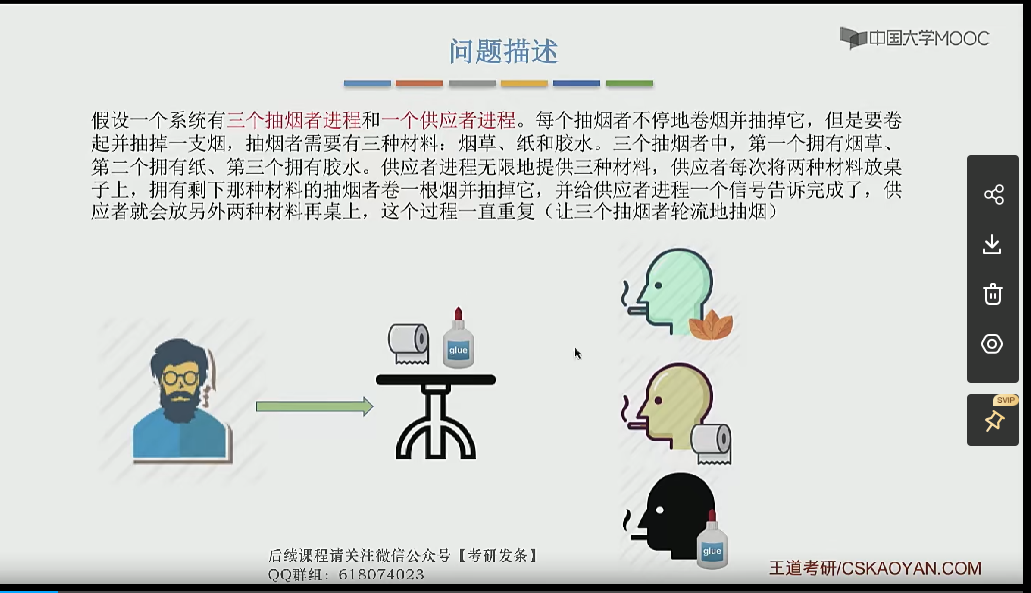 问题描述
中国大学MOOC
假设一个系统有三个抽烟者进程和一个供应者进程。每个抽烟者不停地卷烟并抽掉它，但是要卷
起并抽掉一支烟，抽烟者需要有三种材料：烟草、纸和胶水。三个抽烟者中，第一个拥有烟草、
第二个拥有纸、第三个拥有胶水。供应者进程无限地提供三种材料，供应者每次将两种材料放桌
子上，拥有剩下那种材料的抽烟者卷一根烟并抽掉它，并给供应者进程一个信号告诉完成了，供
应者就会放另外两种材料再桌上，这个过程一直重复（让三个抽烟者轮流地抽烟）
SVIP
glue
glue
后续课程请关注微信公众号【考研发条】
QQ群组：618074023
王道考研/CSKAOYAN.COM